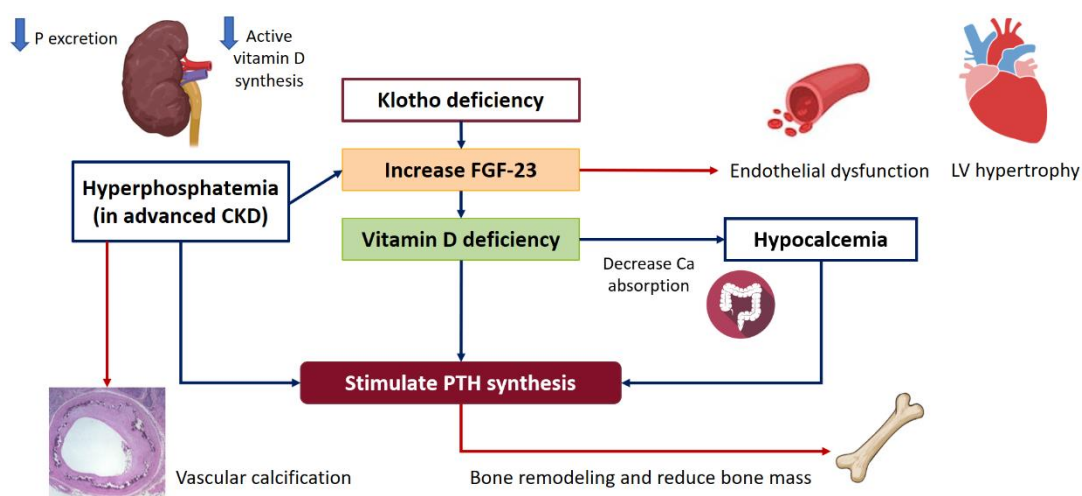 P excretion
Active
vitamin D
synthesis
Klotho deficiency
Increase FGF-23
Endothelial dysfunction
LV hypertrophy
Hyperphosphatemia
(in advanced CKD)
Vitamin D deficiency
Hypocalcemia
Decrease Ca
absorption
Stimulate PTH synthesis
Vascular calcification
Bone remodeling and reduce bone mass